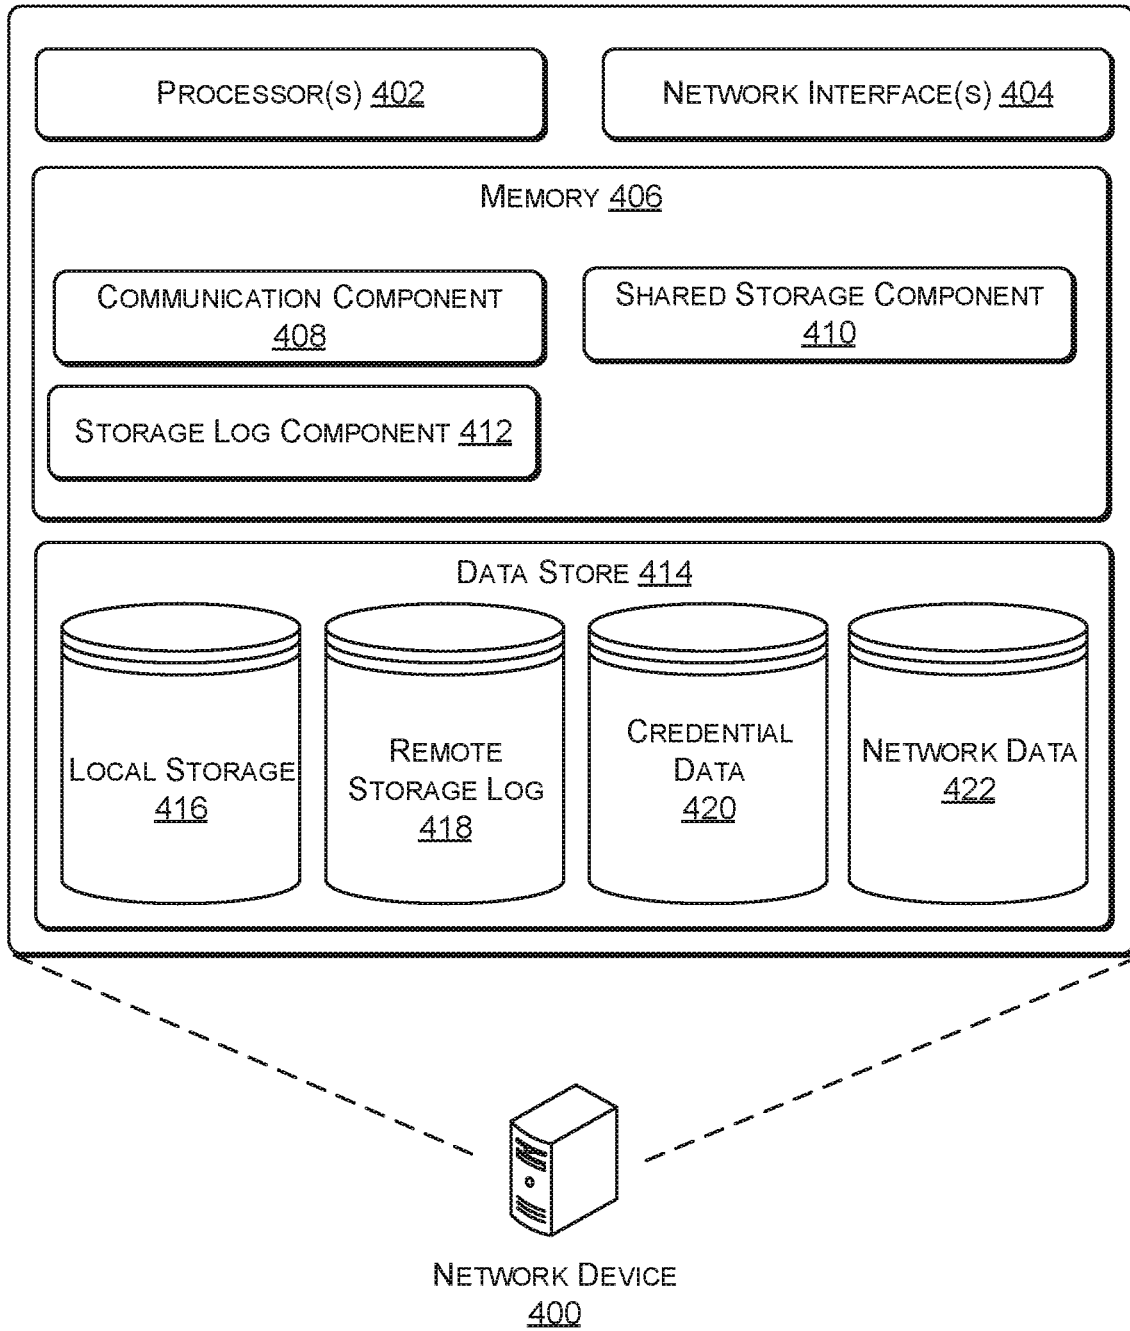 PROCESSOR(S) 402
NETWORK INTERFACE(S) 404
MEMORY 406
COMMUNICATION COMPONENT
408
SHARED STORAGE COMPONENT
410
STORAGE LOG COMPONENT 412
DATA STORE 414
LOCAL STORAGE
416
REMOTE
STORAGE LOG
418
CREDENTIAL
DATA
420
NETWORK DATA
422
NETWORK DEVICE
400